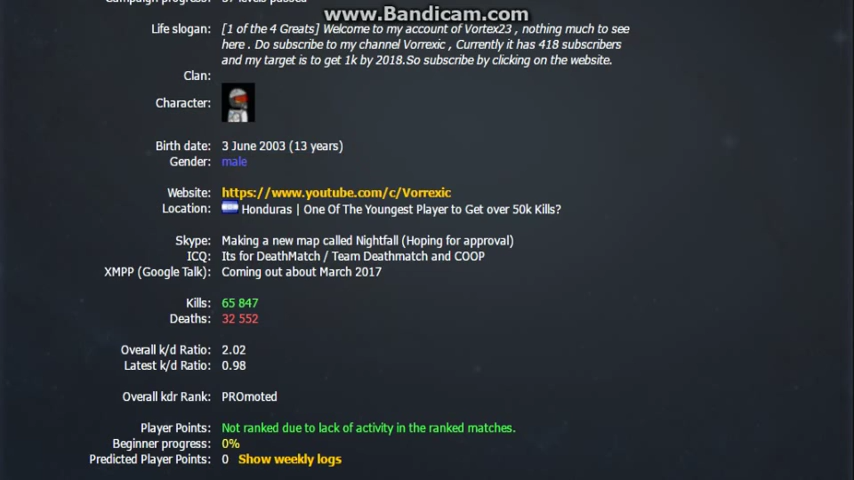 www.Bandicam.com
Life slogan: [1 of the 4 Greats] Welcome to my account of Vortex23 , nothing much to see
here . Do subscribe to my channel Vorrexic , Currently it has 418 subscribers
and my target is to get 1k by 2018.So subscribe by clicking on the website.
Clan:
Character:
Birth date: 3 June 2003 (13 years)
Gender: male
Website: https://www.youtube.com/c/Vorrexic
Location: Honduras | One Of The Youngest Player to Get over 50k Kills?
Skype: Making a new map called Nightfall (Hoping for approval)
ICQ: Its for DeathMatch / Team Deathmatch and COOP
XMPP (Google Talk): Coming out about March 2017
Kills: 65 847
Deaths: 32 552
Overall k/d Ratio: 2.02
Latest k/d Ratio: 0.98
Overall kdr Rank: PROmoted
Player Points: Not ranked due to lack of activity in the ranked matches.
Beginner progress: 0%
Predicted Player Points: 0 Show weekly logs